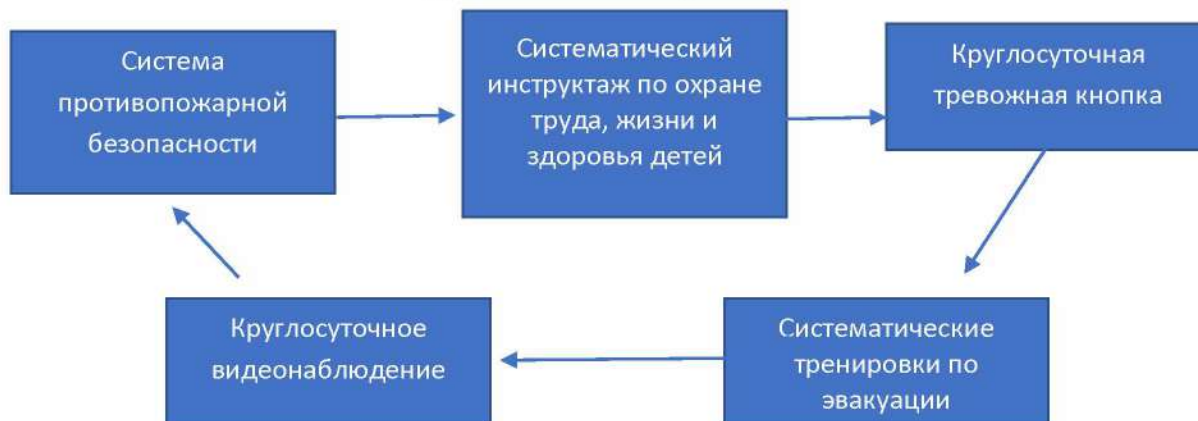 Система
противопожарной
безопасности
Систематический
инструктаж по охране
труда, жизни и
здоровья детей
Круглосуточная
тревожная кнопка
Круглосуточное
видеонаблюдение
Систематические
тренировки по
эвакуации